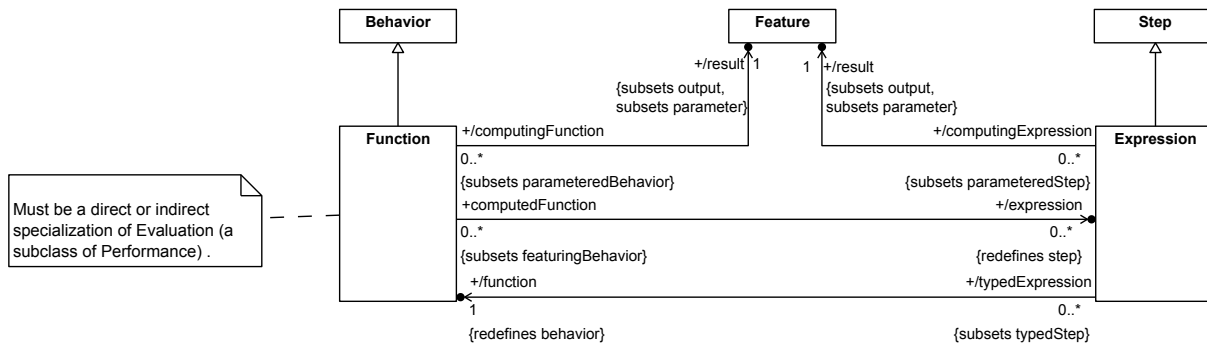 Behavior
Feature
Step
+/result 1
1 +/result
{subsets output,
subsets parameter}
{subsets output,
subsets parameter}
Function
+/computingFunction
+/computingExpression
Expression
0..*
0..*
{subsets parameteredBehavior}
{subsets parameteredStep}
+computedFunction
+/expression
0..*
0..*
{subsets featuringBehavior}
{redefines step}
+/function
+/typedExpression
1
0..*
{redefines behavior}
{subsets typedStep}
Must be a direct or indirect
specialization of Evaluation (a
subclass of Performance) .